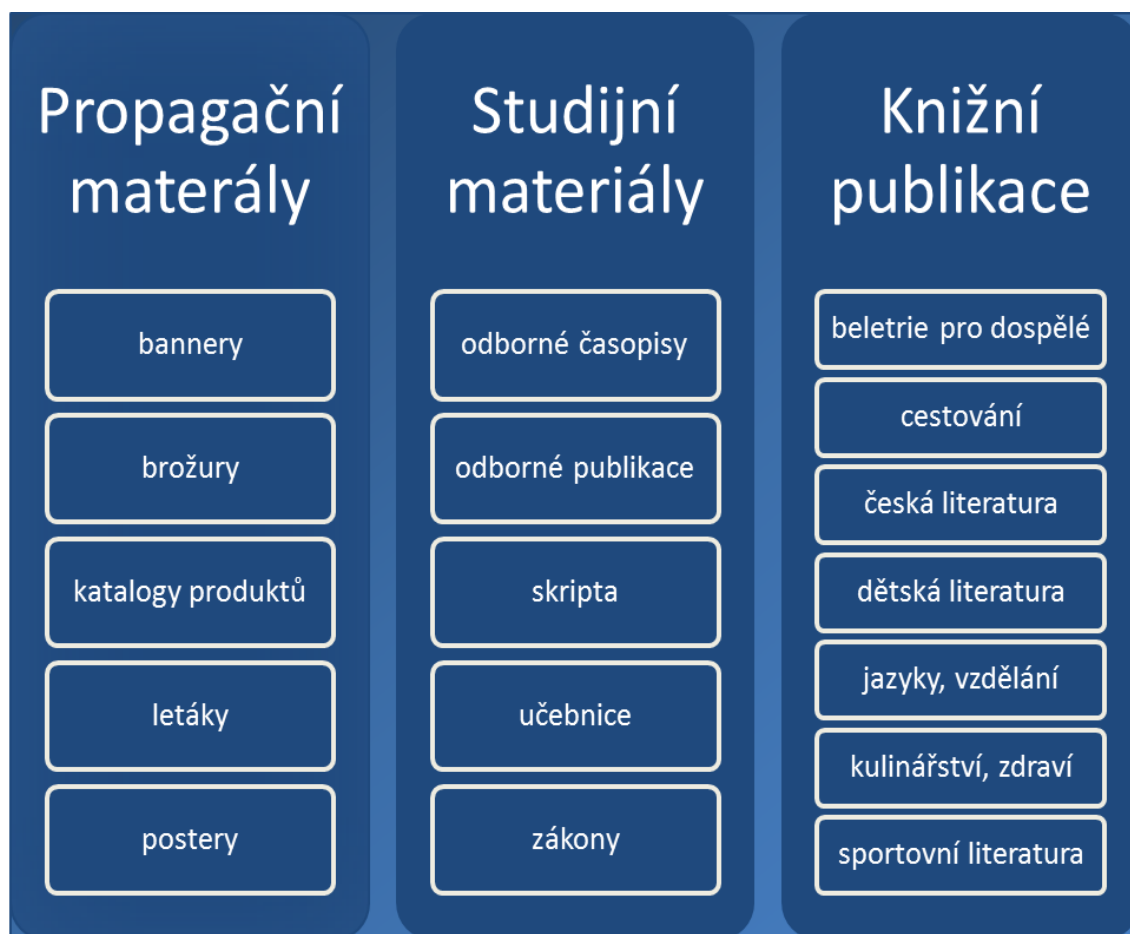 Propagační
materály
bannery
brožury
katalogy produktů
letáky
postery
Studijní
materiály
odborné časopisy
odborné publikace
skripta
učebnice
zákony
Knižní
publikace
beletrie pro dospělé
cestování
česká literatura
dětská literatura
jazyky, vzdělání
kulinářství, zdraví
sportovní literatura